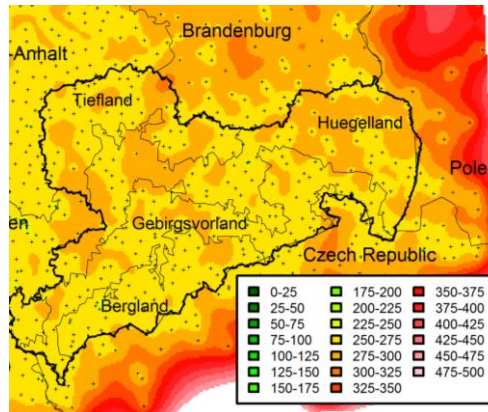 Brandenburg
-Anhalt
Tiefland
Huegelland
Pole
en
Gebirgsvorland
Czech Republic
Bergland
0-25 175-200 350-375
25-50 200-225 375-400
50-75 225-250 400-425
75-100 250-275 425-450
100-125 275-300 450-475
125-150 300-325 475-500
150-175 325-350